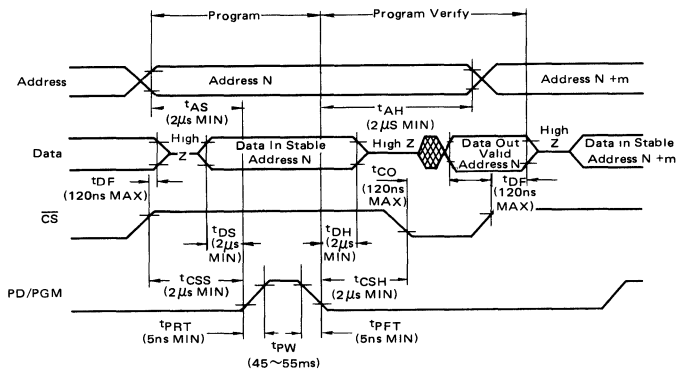 Program
Program Verify
Address
Address N
Address N +m
tAS
(2μs MIN)
tAH
(2μS MIN)
Data
High
Z
Data In Stable
Address N
High Z
Data Out
Valid
Address N
High
Z
Data in Stable
Address N +m
tDF
(120ns MAX)
tCO
(120ns
MAX)
tDF
(120ns MAX)
C̅S̅
tDS
(2μs
MIN)
tDH
(2μs
MIN)
tCSS
(2μs MIN)
tCSH
(2μs MIN)
PD/PGM
tPRT
(5ns MIN)
tPW
(45～55ms)
tPFT
(5ns MIN)